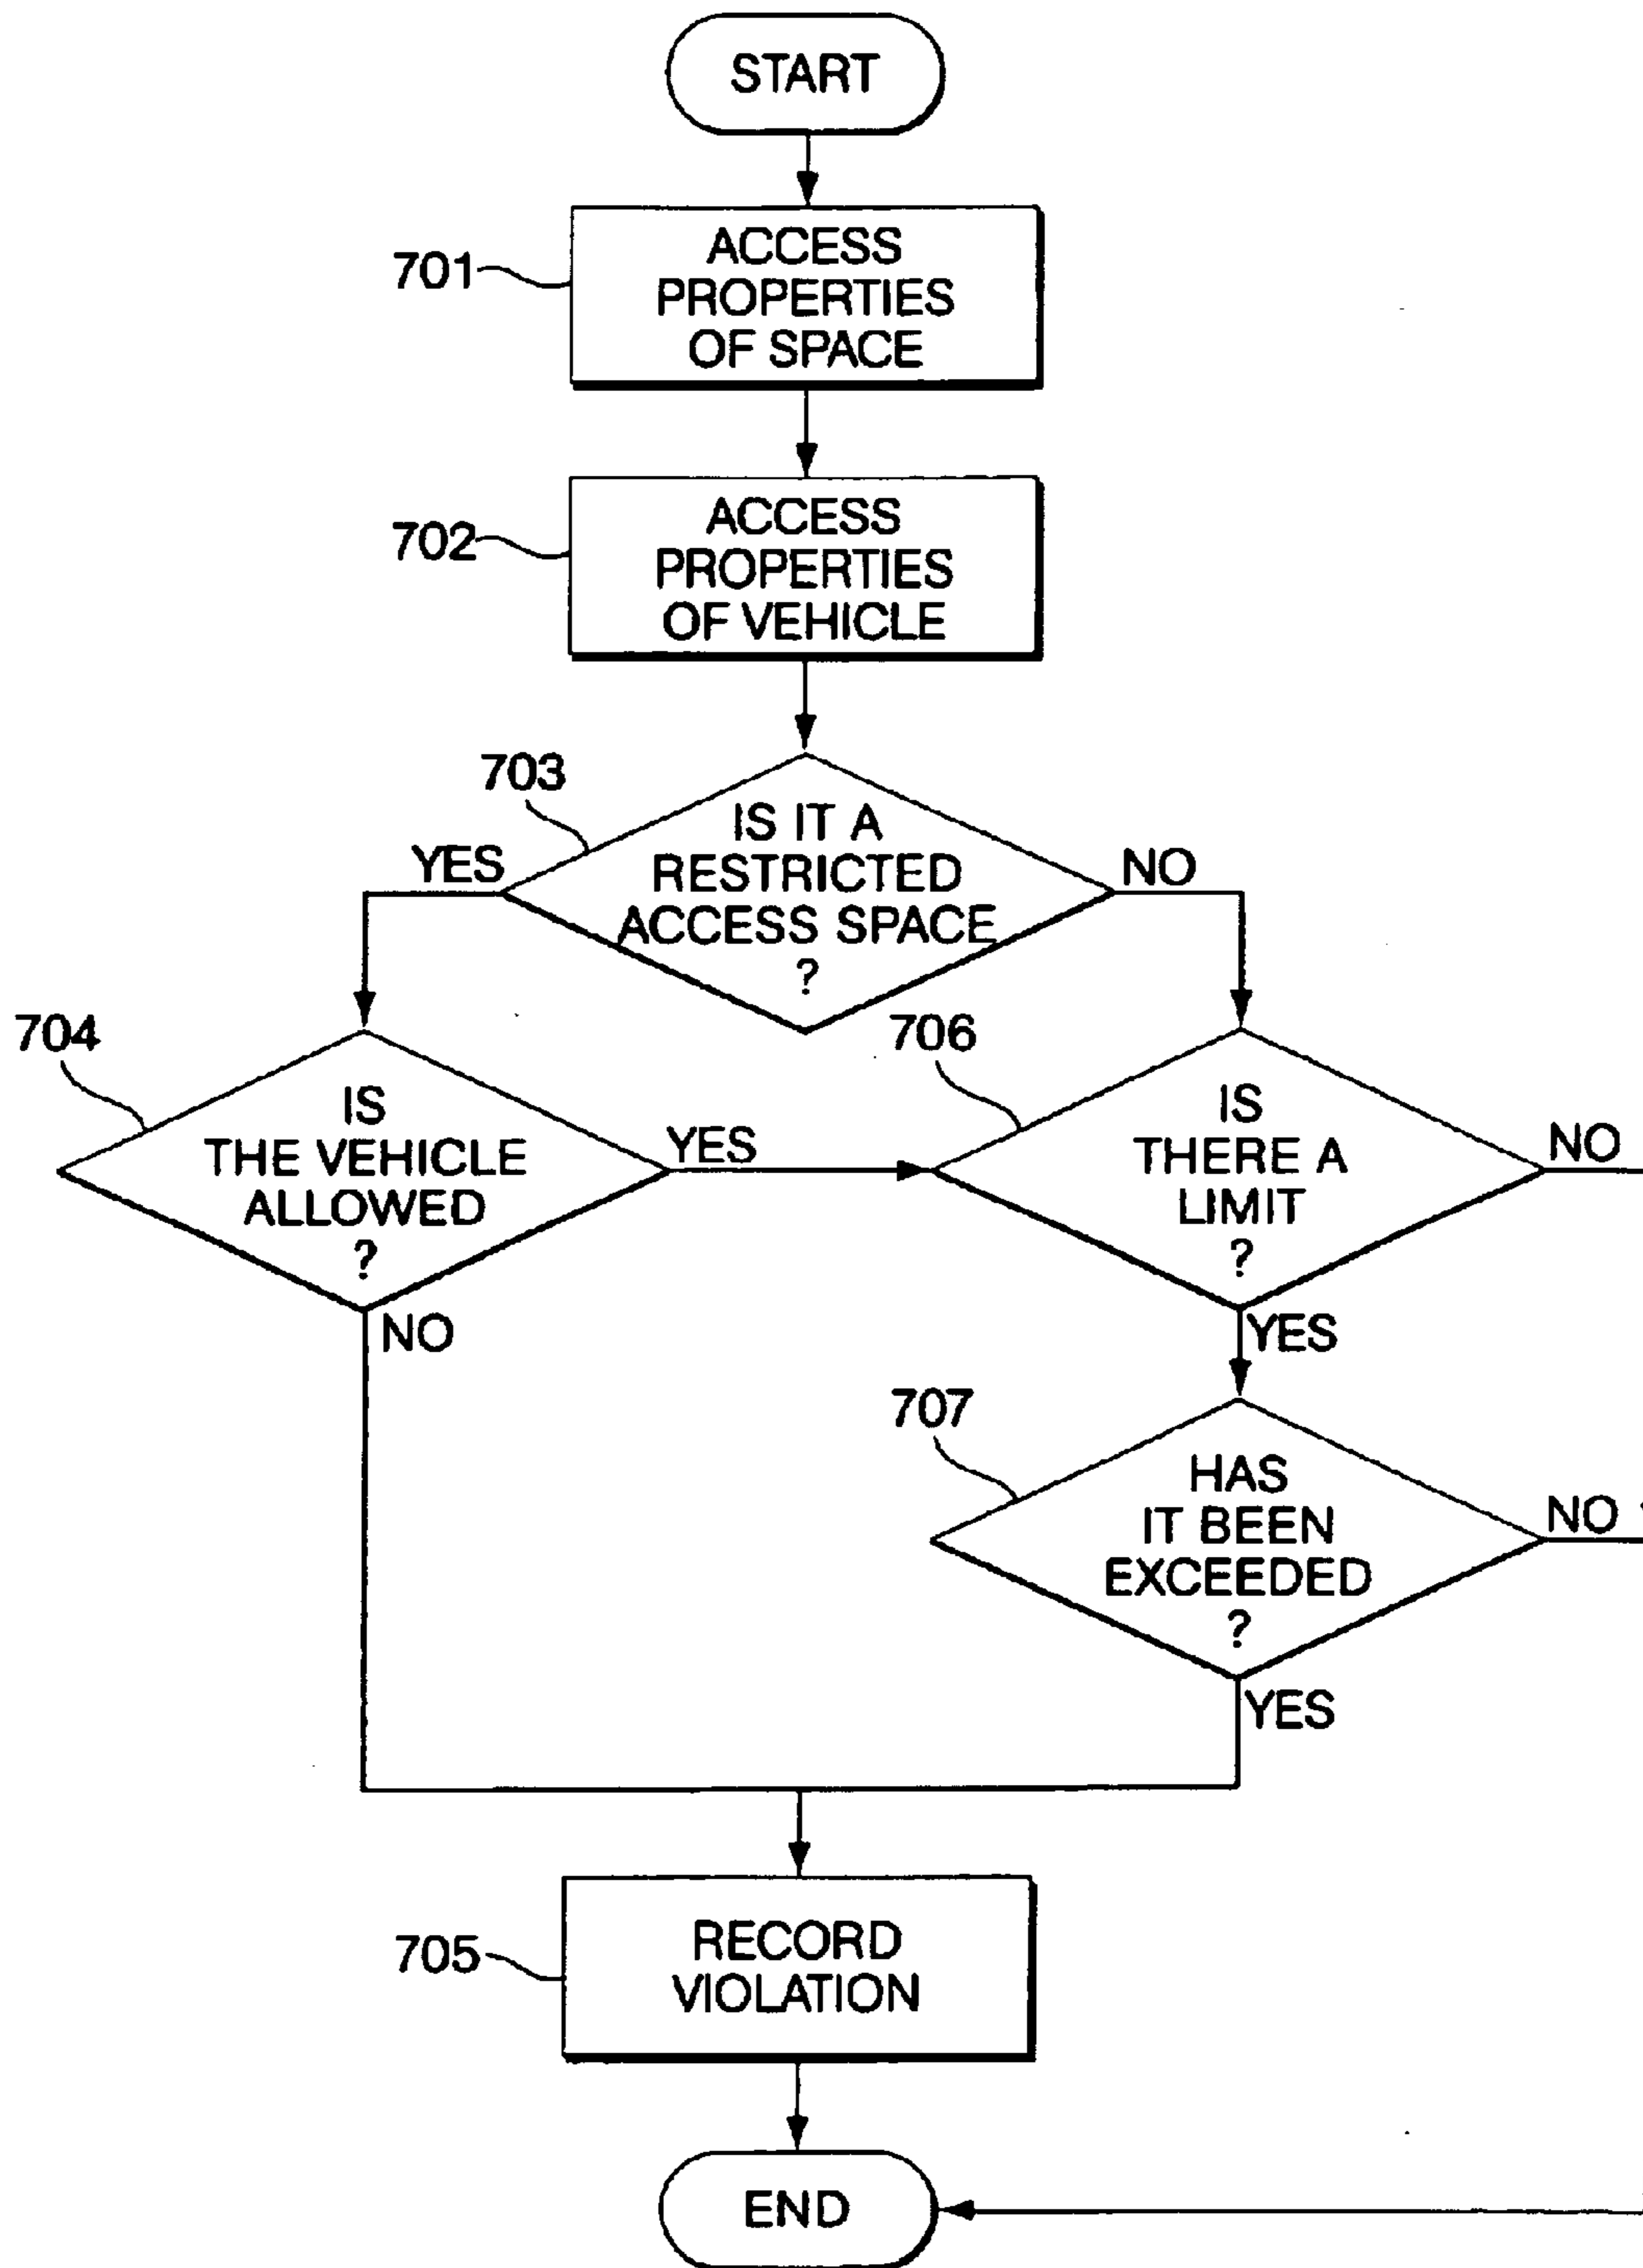 START
701
ACCESS
PROPERTIES
OF SPACE
702
ACCESS
PROPERTIES
OF VEHICLE
703
IS IT A
RESTRICTED
ACCESS SPACE
?
YES
NO
704
IS
THE VEHICLE
ALLOWED
?
YES
NO
706
IS
THERE A
LIMIT
?
NO
YES
707
HAS
IT BEEN
EXCEEDED
?
NO
YES
705
RECORD
VIOLATION
END